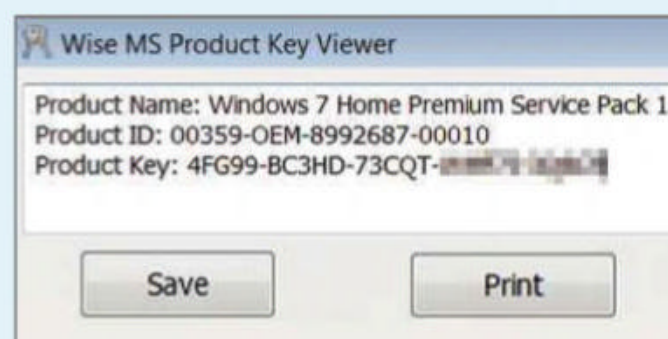 Wise MS Product Key Viewer
Product Name: Windows 7 Home Premium Service Pack 1
Product ID: 00359-OEM-8992687-00010
Product Key: 4FG99-BC3HD-73CQT-
Save
Print